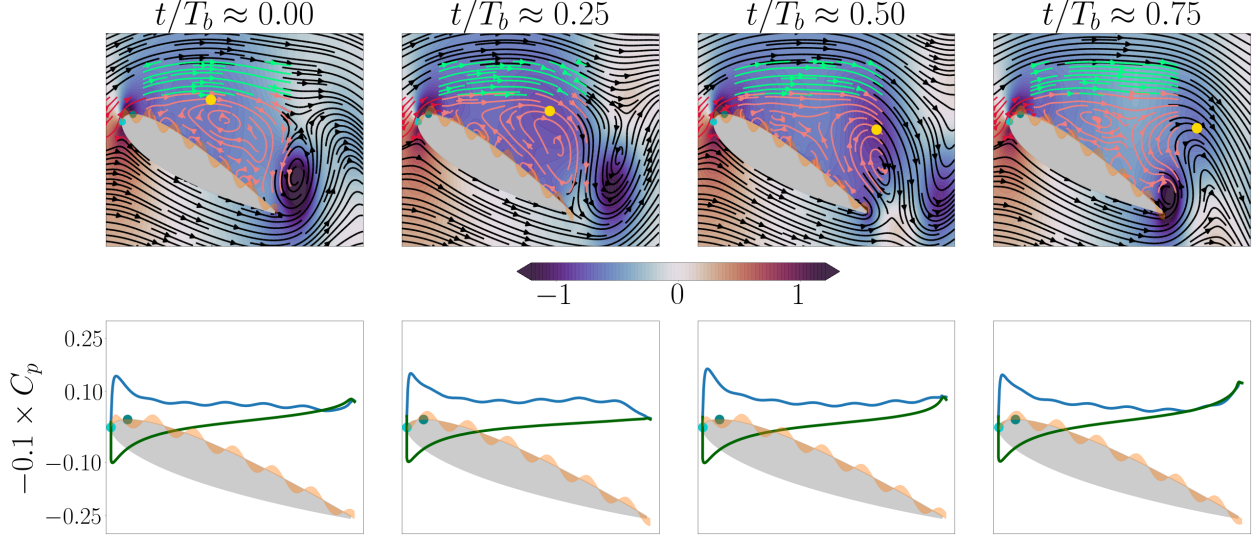 t/T_b ≈ 0.00
t/T_b ≈ 0.25
t/T_b ≈ 0.50
t/T_b ≈ 0.75
−1
0
1
−0.1 × C_p
0.25
0.10
−0.10
−0.25